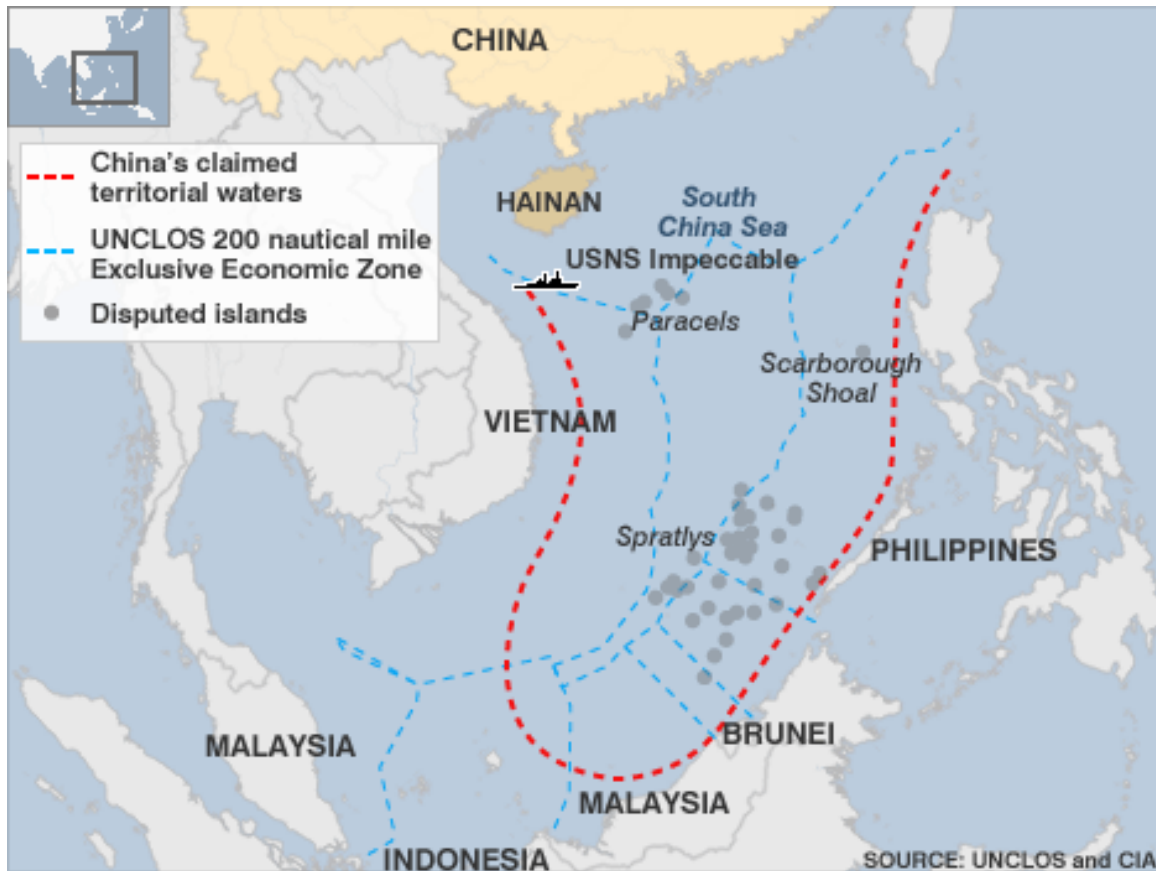 CHINA
China's claimed
territorial waters
UNCLOS 200 nautical mile
Exclusive Economic Zone
Disputed islands
HAINAN
South
China Sea
USNS Impeccable
Paracels
Scarborough
Shoal
VIETNAM
Spratlys
PHILIPPINES
MALAYSIA
BRUNEI
MALAYSIA
INDONESIA
SOURCE: UNCLOS and CIA